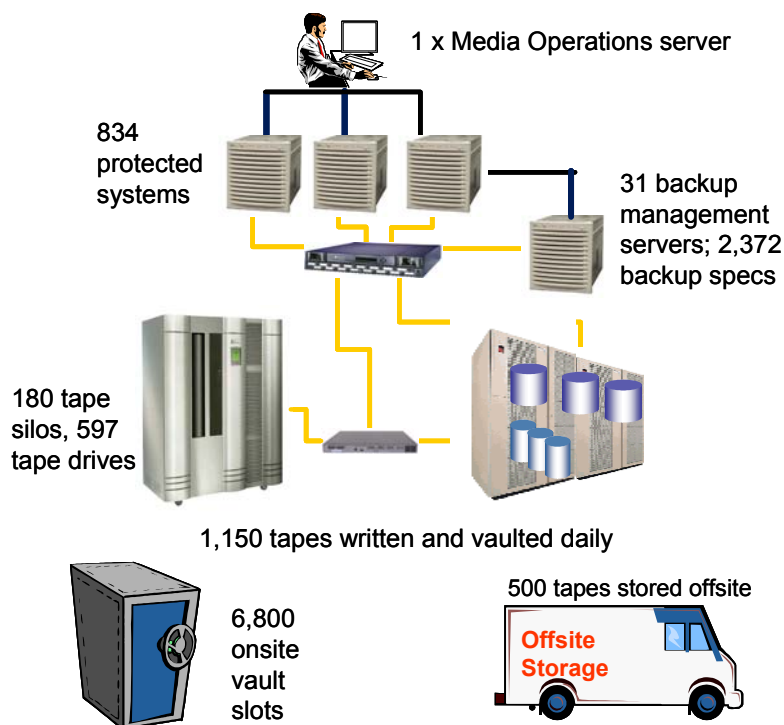 1 x Media Operations server
834
protected
systems
31 backup
management
servers; 2,372
backup specs
180 tape
silos, 597
tape drives
1,150 tapes written and vaulted daily
6,800
onsite
vault
slots
500 tapes stored offsite
Offsite
Storage